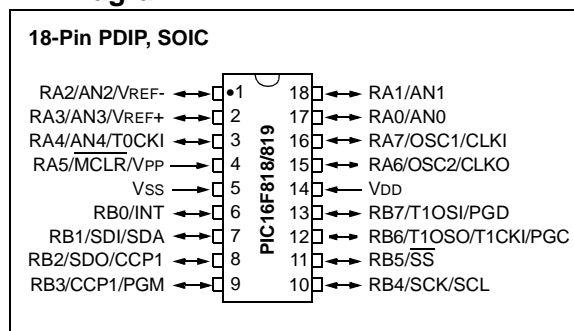 18-Pin PDIP, SOIC
RA2/AN2/VREF- 1 18 RA1/AN1
RA3/AN3/VREF+ 2 17 RA0/AN0
RA4/AN4/T0CKI 3 16 RA7/OSC1/CLKI
RA5/MCLR/VPP 4 15 RA6/OSC2/CLKO
VSS 5 14 VDD
RB0/INT 6 13 RB7/T1OSI/PGD
RB1/SDI/SDA 7 12 RB6/T1OSO/T1CKI/PGC
RB2/SDO/CCP1 8 11 RB5/SS
RB3/CCP1/PGM 9 10 RB4/SCK/SCL
PIC16F818/819